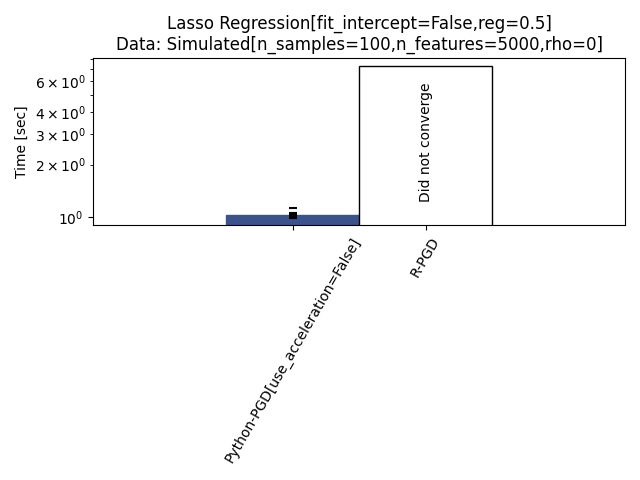 Lasso Regression[fit_intercept=False,reg=0.5]
Data: Simulated[n_samples=100,n_features=5000,rho=0]
Time [sec]
6 × 10⁰
4 × 10⁰
3 × 10⁰
2 × 10⁰
10⁰
Did not converge
Python-PGD[use_acceleration=False]
R-PGD